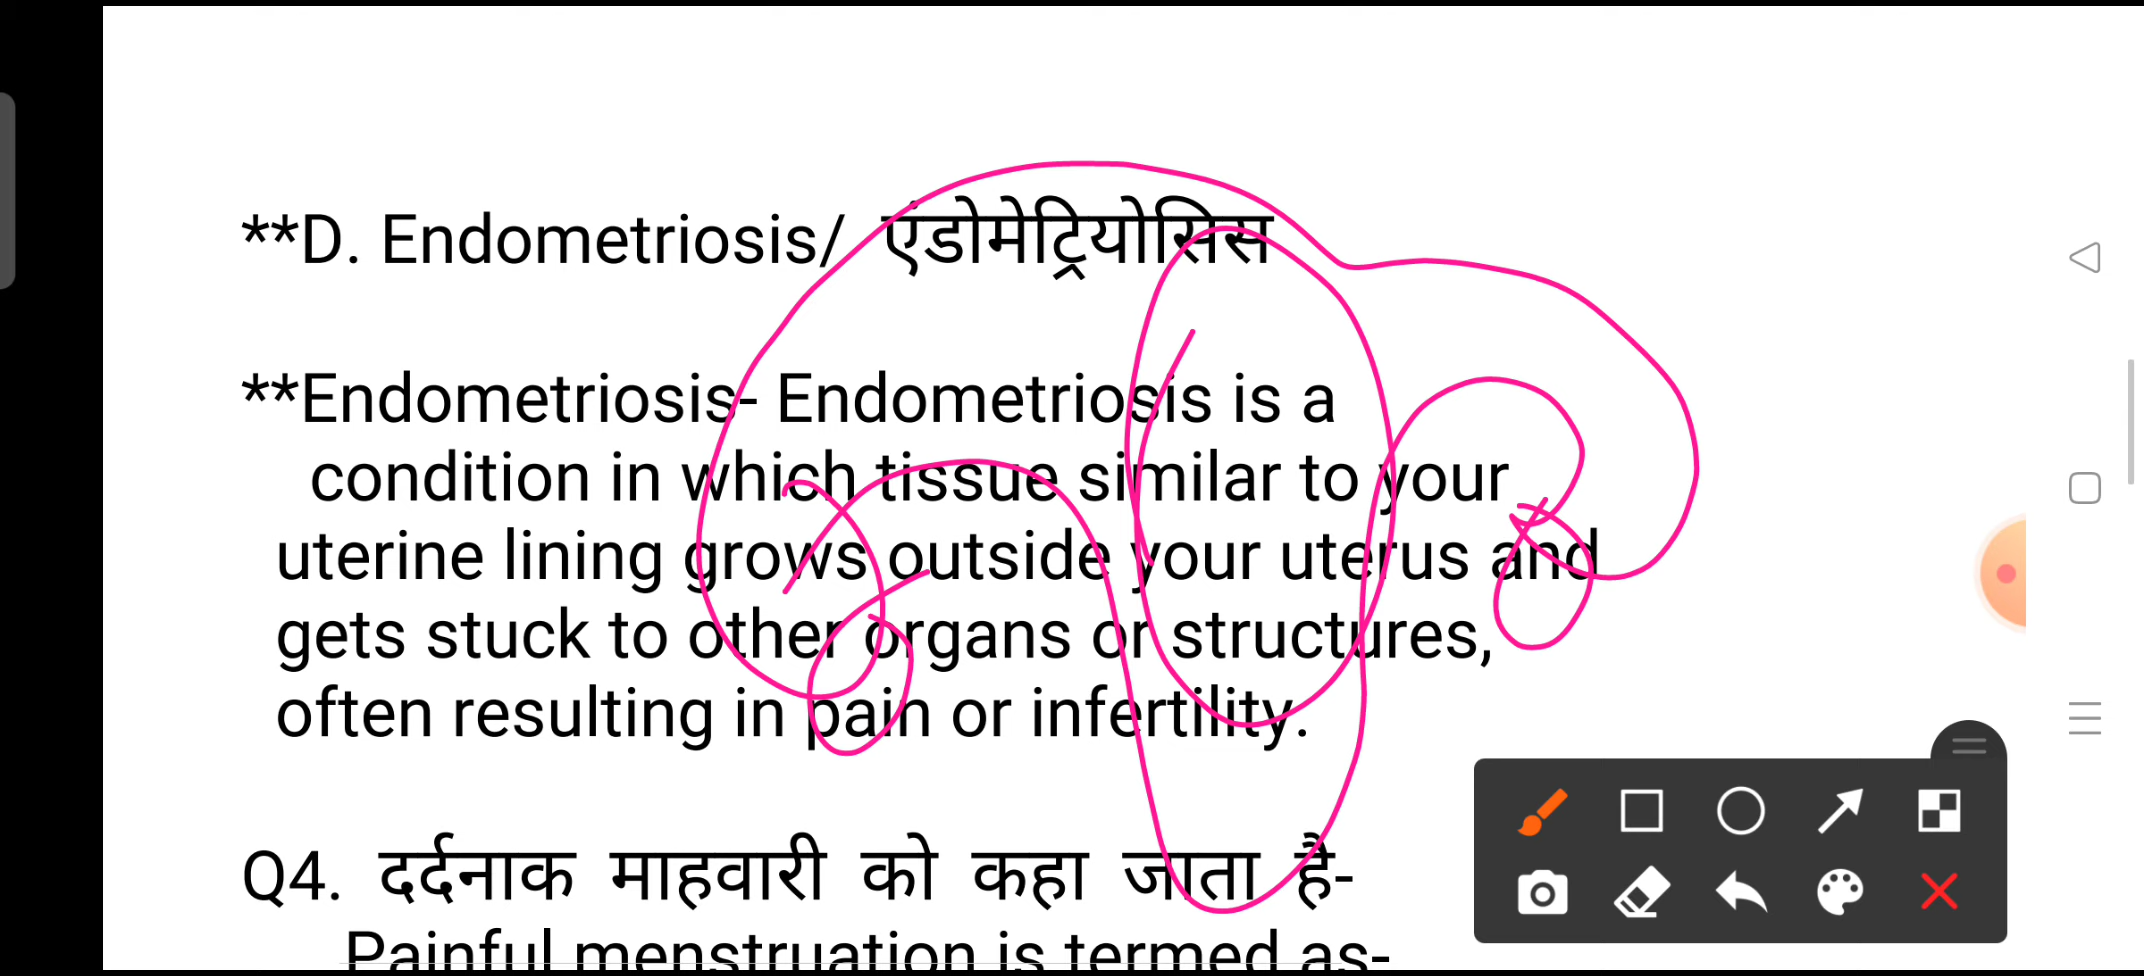 **D. Endometriosis/ एंडोमेट्रियोसिस
**Endometriosis- Endometriosis is a
condition in which tissue similar to your
uterine lining grows outside your uterus and
gets stuck to other organs or structures,
often resulting in pain or infertility.
Q4. दर्दनाक माहवारी को कहा जाता है-
Painful menstruation is termed as-